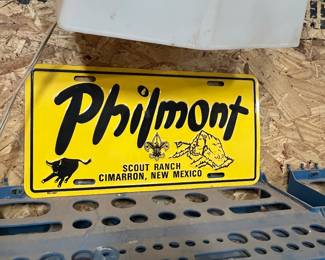 Philmont
SCOUT RANCH
CIMARRON, NEW MEXICO